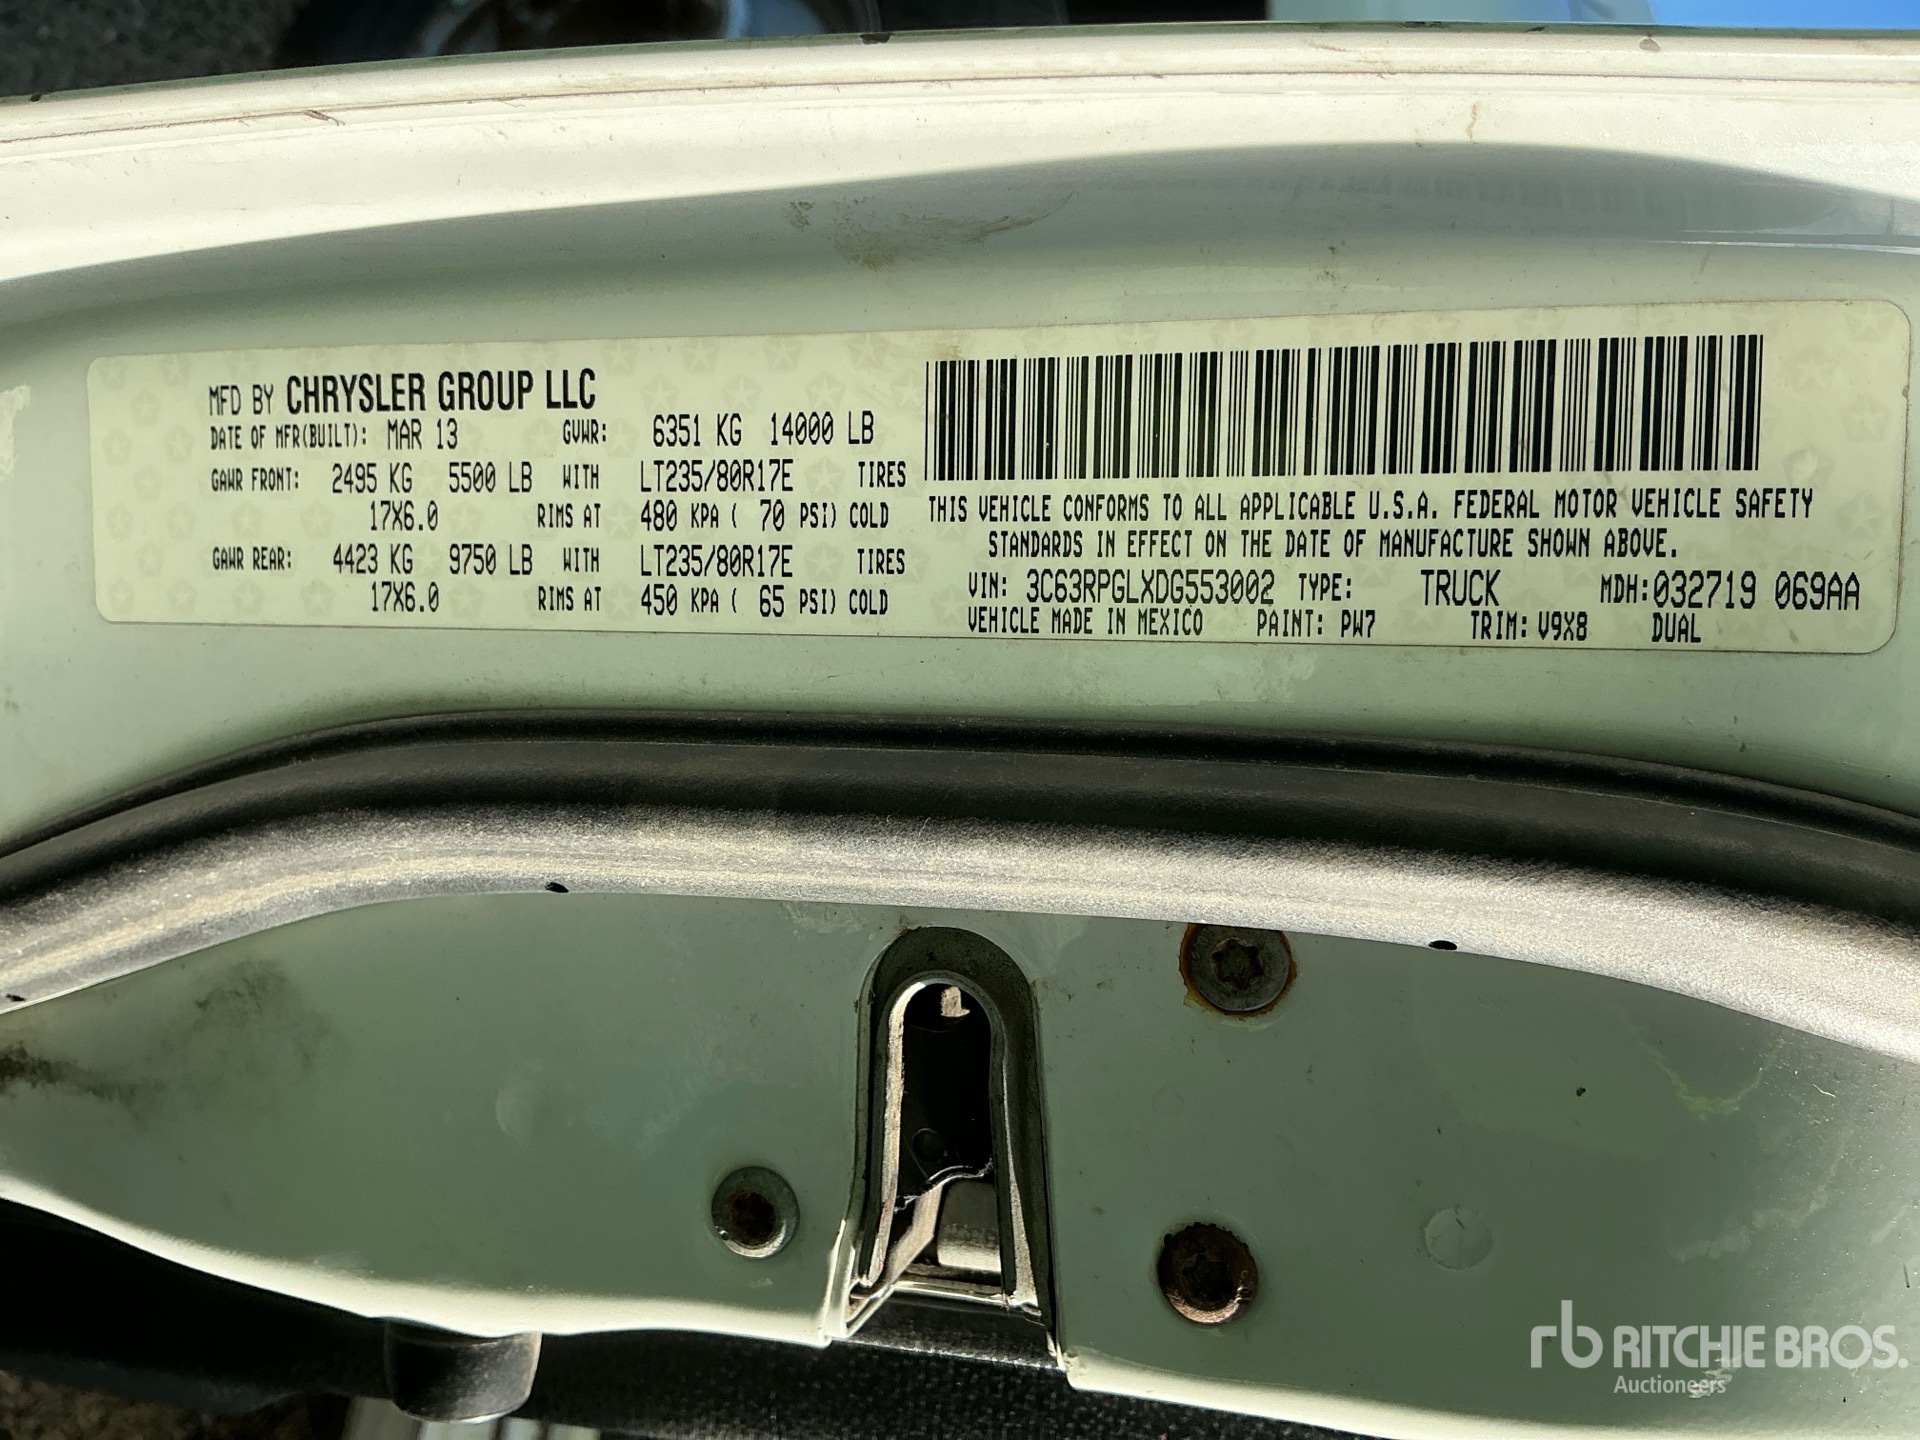 MFD BY CHRYSLER GROUP LLC
DATE OF MFR(BUILT): MAR 13 GVWR: 6351 KG 14000 LB
GAWR FRONT: 2495 KG 5500 LB WITH LT235/80R17E TIRES
17X6.0 RIMS AT 480 KPA ( 70 PSI) COLD
GAWR REAR: 4423 KG 9750 LB WITH LT235/80R17E TIRES
17X6.0 RIMS AT 450 KPA ( 65 PSI) COLD
THIS VEHICLE CONFORMS TO ALL APPLICABLE U.S.A. FEDERAL MOTOR VEHICLE SAFETY
STANDARDS IN EFFECT ON THE DATE OF MANUFACTURE SHOWN ABOVE.
VIN: 3C63RPGLXDG553002 TYPE: TRUCK MDH:032719 069AA
VEHICLE MADE IN MEXICO PAINT: PW7 TRIM: V9X8 DUAL
rb RITCHIE BROS.
Auctioneers